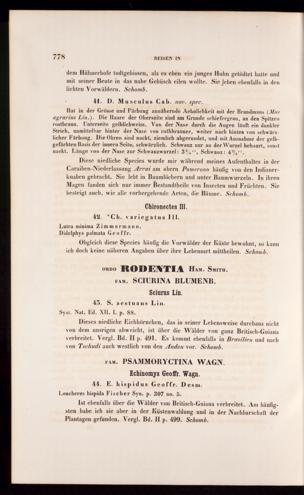 778 REISEN IN
dem Hühnerhofe todtgebissen, als es eben ein junges Huhn getödtet hatte und
mit seiner Beute in das nahe Gebüsch eilen wollte. Sie leben ebenfalls in den
lichten Vorwäldern. Schomb.
41. D. Musculus Cab. nov. spec.
Hat in der Grösse und Färbung annähernde Aehnlichkeit mit der Brandmaus (Mus
agrarius Lin.). Die Haare der Oberseite sind am Grunde schiefergrau, an den Spitzen
rostbraun. Unterseite gelblichweiss. Von der Nase durch die Augen läuft ein dunkler
Strich, unmittelbar hinter der Nase von rothbrauner, weiter nach hinten von schwärz-
licher Färbung. Die Ohren sind nackt, ziemlich abgerundet, und mit Ausnahme der gelb-
gefärbten Basis der innern Seite, schwärzlich. Schwanz nur an der Wurzel behaart, sonst
nackt. Länge von der Nase zur Schwanzwurzel: 3¾", Schwanz: 4¾".
Diese niedliche Species wurde mir während meines Aufenthaltes in der
Caraiben-Niederlassung Arrai am obern Pomeroon häufig von den Indianer-
knaben gebracht. Sie lebt in Baumlöchern und unter Baumwurzeln. In ihren
Magen fanden sich nur immer Bestandtheile von Insecten und Früchten. Sie
besteigt auch, wie alle vorhergehende Arten, die Bäume. Schomb.
Chironectes Ill.
42. *Ch. variegatus Ill.
Lutra minima Zimmermann.
Didelphys palmata Geoffr.
Obgleich diese Species häufig die Vorwälder der Küste bewohnt, so kann
ich doch keine näheren Angaben über ihre Lebensart mittheilen. Schomb.
ORDO RODENTIA HAM. SMITH.
FAM. SCIURINA BLUMENB.
Sciurus Lin.
43. S. aestuans Lin.
Syst. Nat. Ed. XII. I. p. 88.
Dieses niedliche Eichhörnchen, das in seiner Lebensweise durchaus nicht
von dem unsrigen abweicht, ist über die Wälder von ganz Britisch-Guiana
verbreitet. Vergl. Bd. II p. 491. Es kommt ebenfalls in Brasilien und nach
von Tschudi auch westlich von den Andes vor. Schomb.
FAM. PSAMMORYCTINA WAGN.
Echinomys Geoffr. Wagn.
44. E. hispidus Geoffr. Desm.
Loncheres hispida Fischer Syn. p. 307 no. 5.
Ist ebenfalls über die Wälder von Britisch-Guiana verbreitet. Am häufig-
sten habe ich sie aber in der Küstenwaldung und in der Nachbarschaft der
Plantagen gefunden. Vergl. Bd II p. 499. Schomb.